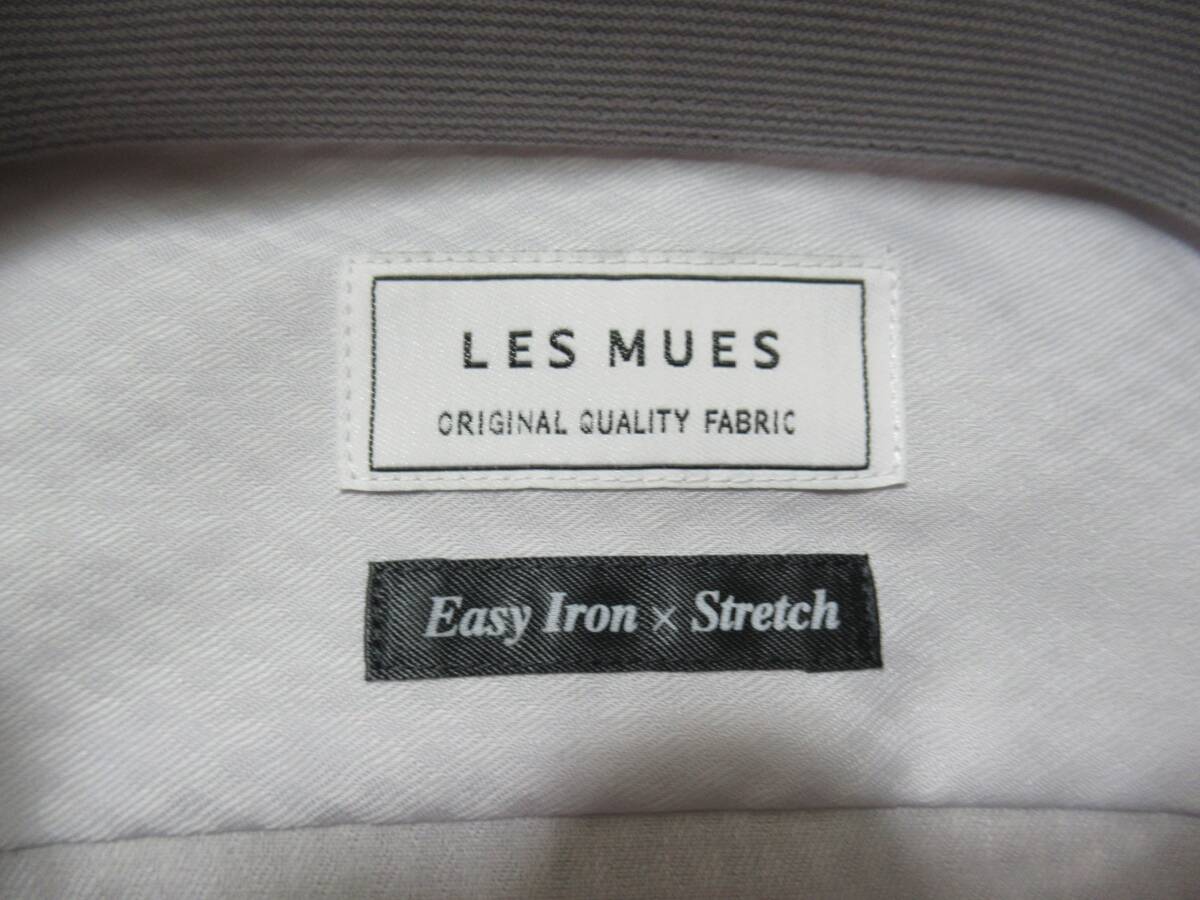 LES MUES
ORIGINAL QUALITY FABRIC
Easy Iron × Stretch